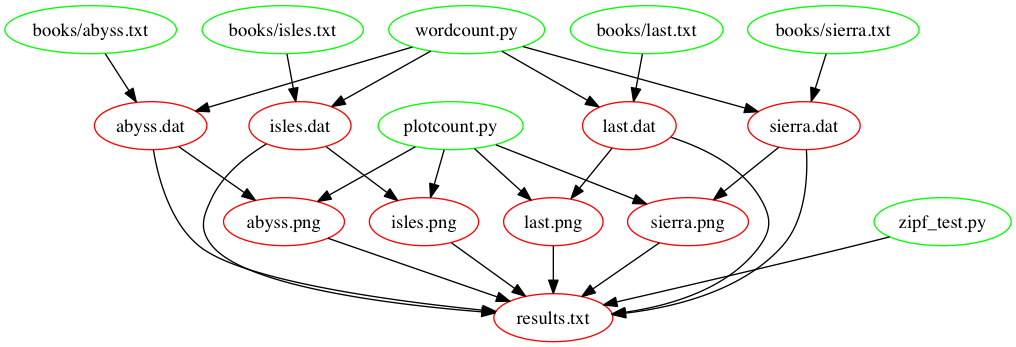 books/abyss.txt
books/isles.txt
wordcount.py
books/last.txt
books/sierra.txt
abyss.dat
isles.dat
plotcount.py
last.dat
sierra.dat
abyss.png
isles.png
last.png
sierra.png
zipf_test.py
results.txt